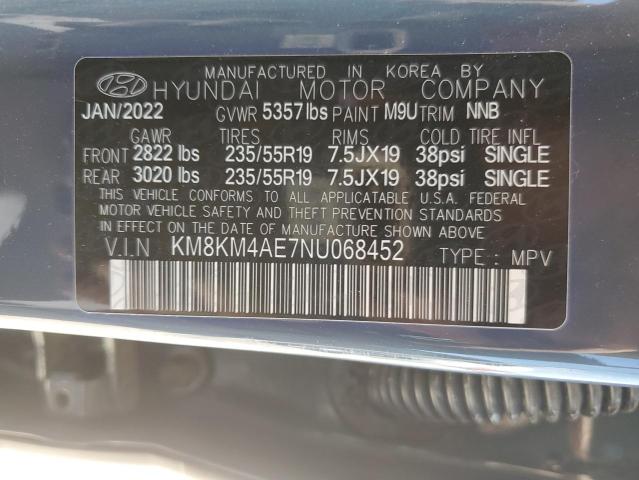 MANUFACTURED IN KOREA BY
HYUNDAI MOTOR COMPANY
JAN/2022 GVWR 5357lbs PAINT M9U TRIM NNB
GAWR TIRES RIMS COLD TIRE INFL
FRONT 2822 lbs 235/55R19 7.5JX19 38psi SINGLE
REAR 3020 lbs 235/55R19 7.5JX19 38psi SINGLE
THIS VEHICLE CONFORMS TO ALL APPLICATABLE U.S.A. FEDERAL
MOTOR VEHICLE SAFETY AND THEFT PREVENTION STANDARDS
IN EFFECT ON THE DATE OF MANUFACTURE SHOWN ABOVE
V.I.N KM8KM4AE7NU068452 TYPE : MPV